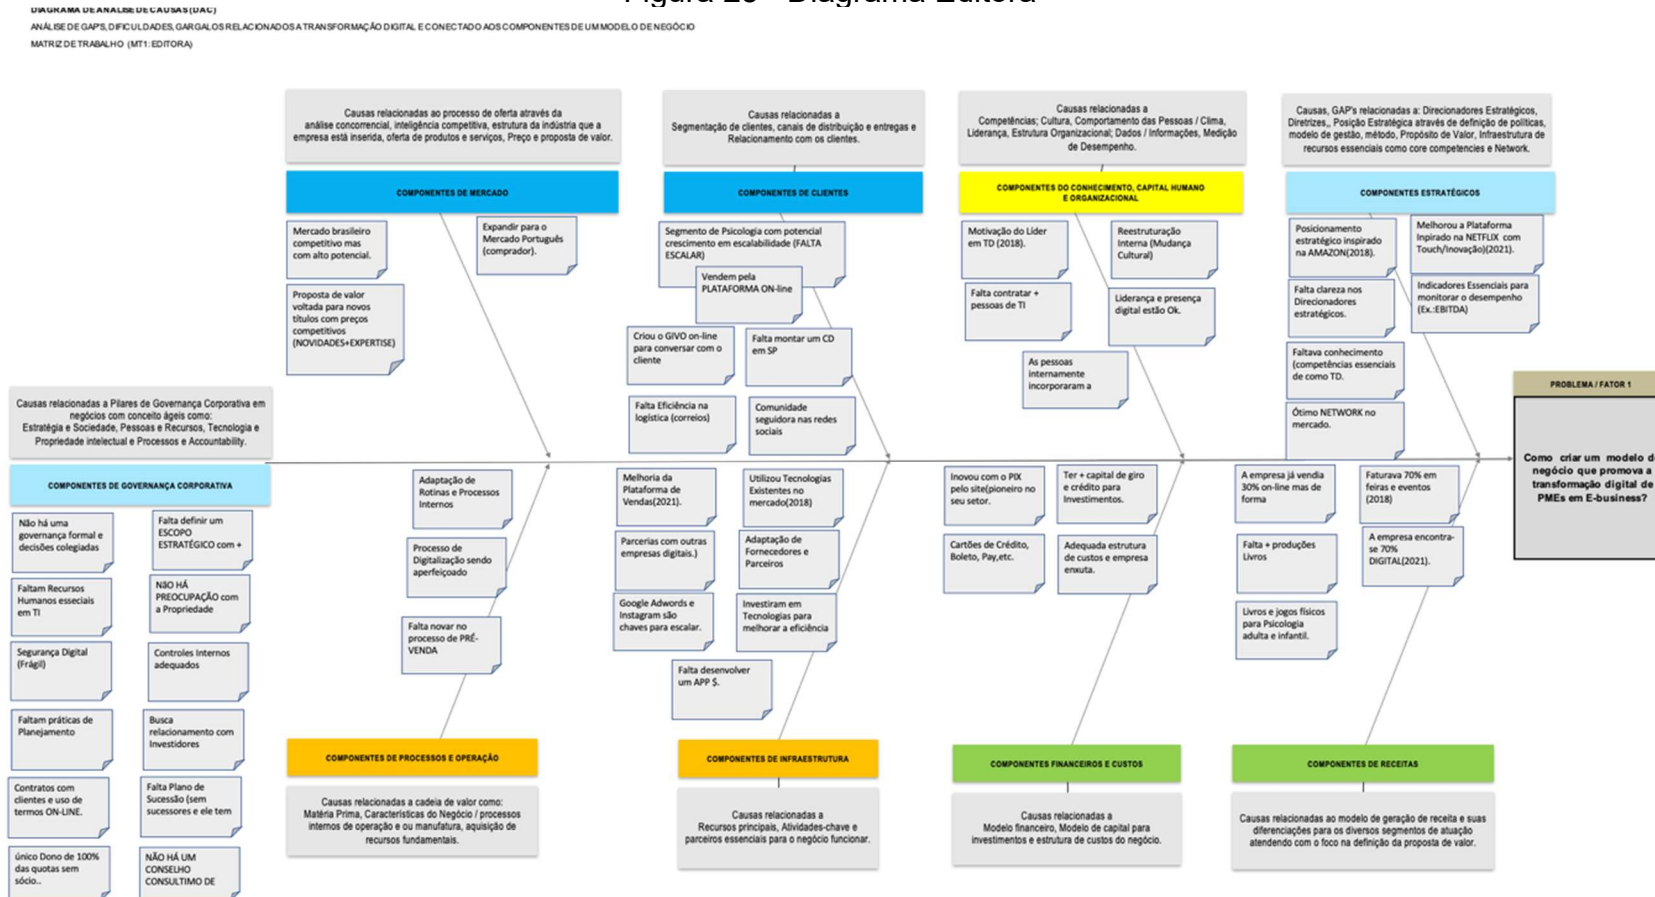 Figura 23 - Diagrama Editora
DIAGRAMA DE ANÁLISE DE CAUSAS (DAC)
ANÁLISE DE GAPS, DIFICULDADES, GARGALOS RELACIONADOS A TRANSFORMAÇÃO DIGITAL E CONECTADO AOS COMPONENTES DE UM MODELO DE NEGÓCIO
MATRIZ DE TRABALHO (MT1: EDITORA)
Causas relacionadas ao processo de oferta através da
análise concorrencial, inteligência competitiva, estrutura da indústria que a
empresa está inserida, oferta de produtos e serviços, Preço e proposta de valor.
COMPONENTES DE MERCADO
Mercado brasileiro
competitivo mas
com alto potencial.
Expandir para o
Mercado Português
(comprador).
Proposta de valor
voltada para novos
títulos com preços
competitivos
(NOVIDADES+EXPERTISE)
Causas relacionadas a
Segmentação de clientes, canais de distribuição e entregas e
Relacionamento com os clientes.
COMPONENTES DE CLIENTES
Segmento de Psicologia com potencial
crescimento em escalabilidade (FALTA
ESCALAR)
Vendem pela
PLATAFORMA ON-line
Criou o GIVO on-line
para conversar com o
cliente
Falta montar um CD
em SP
Falta Eficiência na
logística (correios)
Comunidade
seguidora nas redes
sociais
Causas relacionadas a
Competências; Cultura, Comportamento das Pessoas / Clima,
Liderança, Estrutura Organizacional; Dados / Informações, Medição
de Desempenho.
COMPONENTES DO CONHECIMENTO, CAPITAL HUMANO
E ORGANIZACIONAL
Motivação do Líder
em TD (2018).
Reestruturação
Interna (Mudança
Cultural)
Falta contratar +
pessoas de TI
Liderança e presença
digital estão Ok.
As pessoas
internamente
incorporaram a
Causas, GAP's relacionadas a: Direcionadores Estratégicos,
Diretrizes,, Posição Estratégica através de definição de políticas,
modelo de gestão, método, Propósito de Valor, Infraestrutura de
recursos essenciais como core competencies e Network.
COMPONENTES ESTRATÉGICOS
Posicionamento
estratégico inspirado
na AMAZON(2018).
Melhorou a Plataforma
Inpirado na NETFLIX com
Touch/Inovação)(2021).
Falta clareza nos
Direcionadores
estratégicos.
Indicadores Essenciais para
monitorar o desempenho
(Ex.:EBITDA)
Faltava conhecimento
(competências essenciais
de como TD.
Ótimo NETWORK no
mercado.
PROBLEMA / FATOR 1
Como criar um modelo de
negócio que promova a
transformação digital de
PMEs em E-business?
Causas relacionadas a Pilares de Governança Corporativa em
negócios com conceito ágeis como:
Estratégia e Sociedade, Pessoas e Recursos, Tecnologia e
Propriedade intelectual e Processos e Accountability.
COMPONENTES DE GOVERNANÇA CORPORATIVA
Não há uma
governança formal e
decisões colegiadas
Falta definir um
ESCOPO
ESTRATÉGICO com +
Faltam Recursos
Humanos esseciais
em TI
NãO HÁ
PREOCUPAÇÃO com
a Propriedade
Segurança Digital
(Frágil)
Controles Internos
adequados
Faltam práticas de
Planejamento
Busca
relacionamento com
Investidores
Contratos com
clientes e uso de
termos ON-LINE.
Falta Plano de
Sucessão (sem
sucessores e ele tem
único Dono de 100%
das quotas sem
sócio..
NÃO HÁ UM
CONSELHO
CONSULTIMO DE
Adaptação de
Rotinas e Processos
Internos
Processo de
Digitalização sendo
aperfeiçoado
Falta novar no
processo de PRÉ-
VENDA
COMPONENTES DE PROCESSOS E OPERAÇÃO
Causas relacionadas a cadeia de valor como:
Matéria Prima, Características do Negócio / processos
internos de operação e ou manufatura, aquisição de
recursos fundamentais.
Melhoria da
Plataforma de
Vendas(2021).
Utilizou Tecnologias
Existentes no
mercado(2018)
Parcerias com outras
empresas digitais.)
Adaptação de
Fornecedores e
Parceiros
Google Adwords e
Instagram são
chaves para escalar.
Investiram em
Tecnologias para
melhorar a eficiência
Falta desenvolver
um APP $.
COMPONENTES DE INFRAESTRUTURA
Causas relacionadas a
Recursos principais, Atividades-chave e
parceiros essenciais para o negócio funcionar.
Inovou com o PIX
pelo site(pioneiro no
seu setor.
Ter + capital de giro
e crédito para
Investimentos.
Cartões de Crédito,
Boleto, Pay,etc.
Adequada estrutura
de custos e empresa
enxuta.
COMPONENTES FINANCEIROS E CUSTOS
Causas relacionadas a
Modelo financeiro, Modelo de capital para
investimentos e estrutura de custos do negócio.
A empresa já vendia
30% on-line mas de
forma
Faturava 70% em
feiras e eventos
(2018)
Falta + produções
Livros
A empresa encontra-
se 70%
DIGITAL(2021).
Livros e jogos físicos
para Psicologia
adulta e infantil.
COMPONENTES DE RECEITAS
Causas relacionadas ao modelo de geração de receita e suas
diferenciações para os diversos segmentos de atuação
atendendo com o foco na definição da proposta de valor.